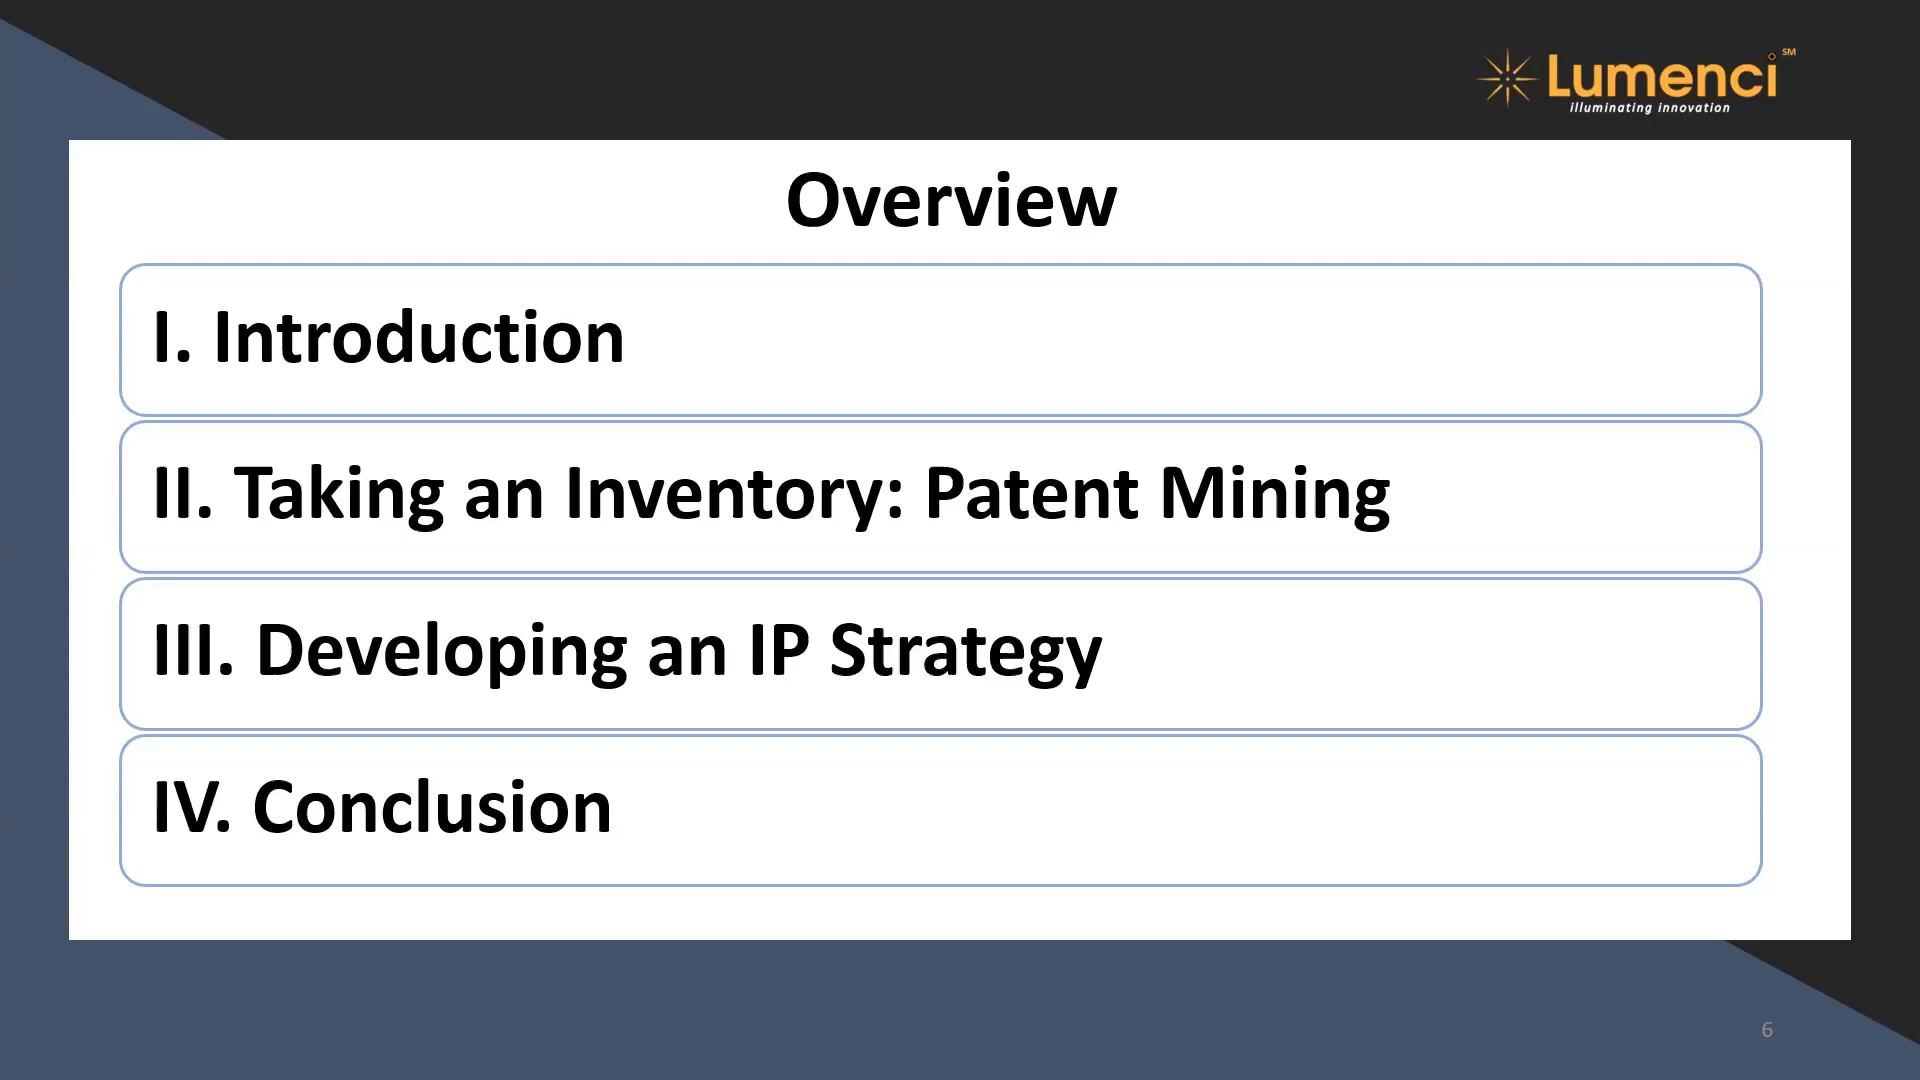 Lumenci SM
illuminating innovation
Overview
I. Introduction
II. Taking an Inventory: Patent Mining
III. Developing an IP Strategy
IV. Conclusion
6